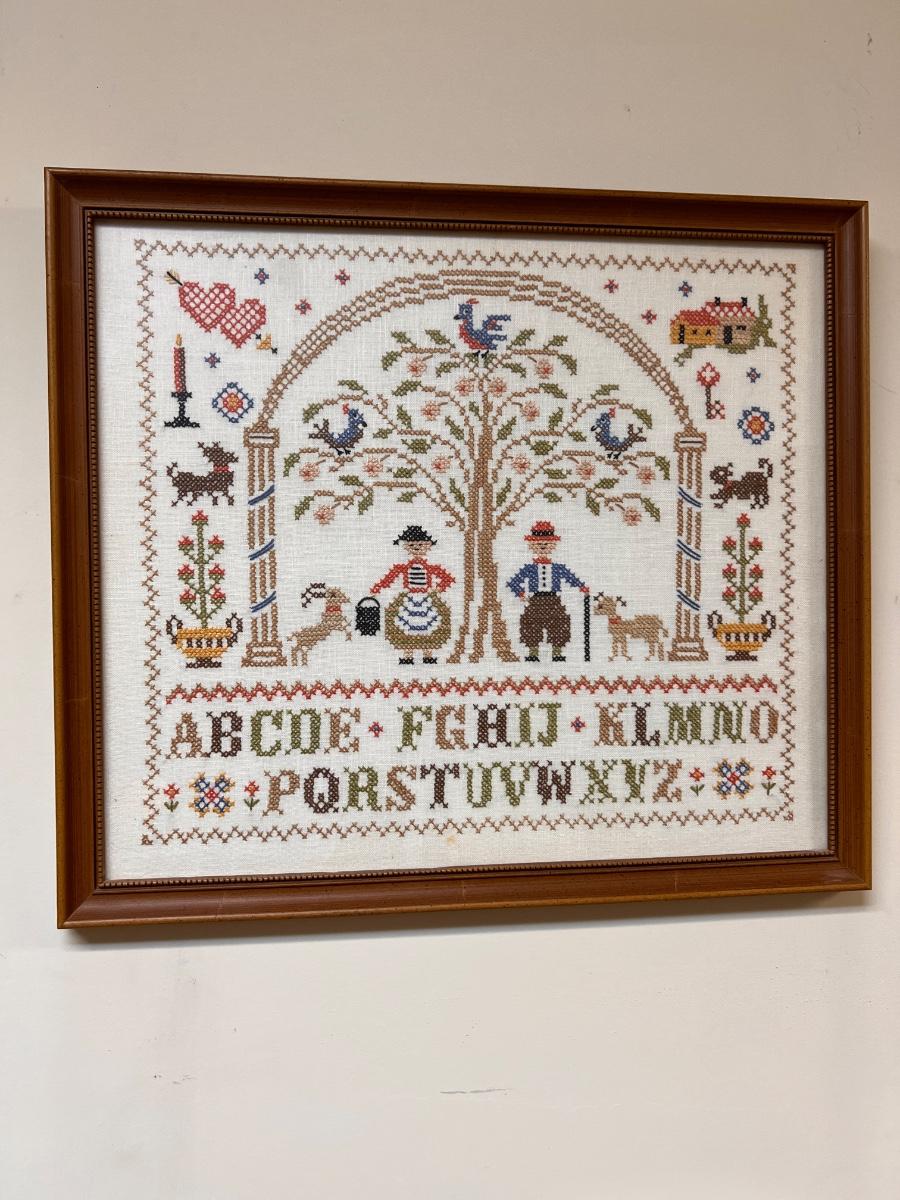 ABCDE · FGHIJ · KLMNO
PQRSTUVWXYZ